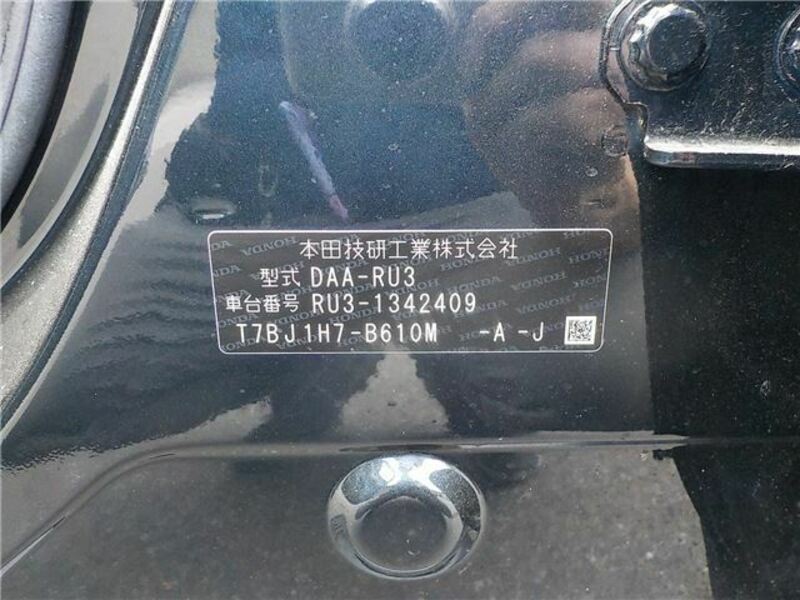 本田技研工業株式会社
型式 DAA-RU3
車台番号 RU3-1342409
T7BJ1H7-B610M -A -J